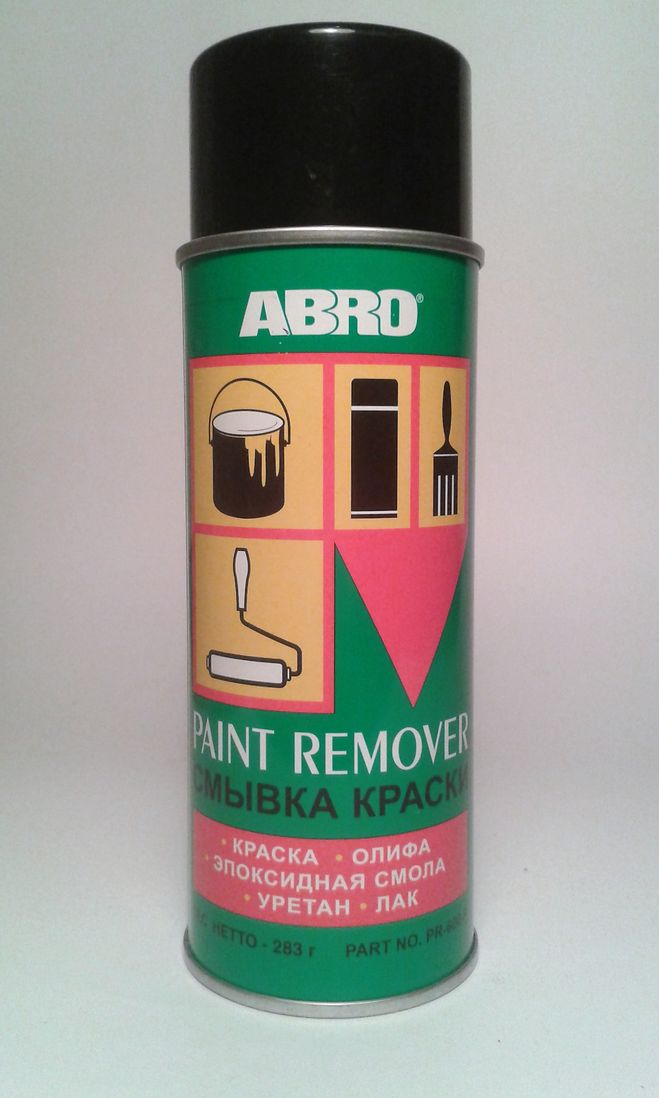 ABRO®
PAINT REMOVER
СМЫВКА КРАСКИ
• КРАСКА • ОЛИФА
• ЭПОКСИДНАЯ СМОЛА
• УРЕТАН • ЛАК
НЕТТО - 283 г PART NO.